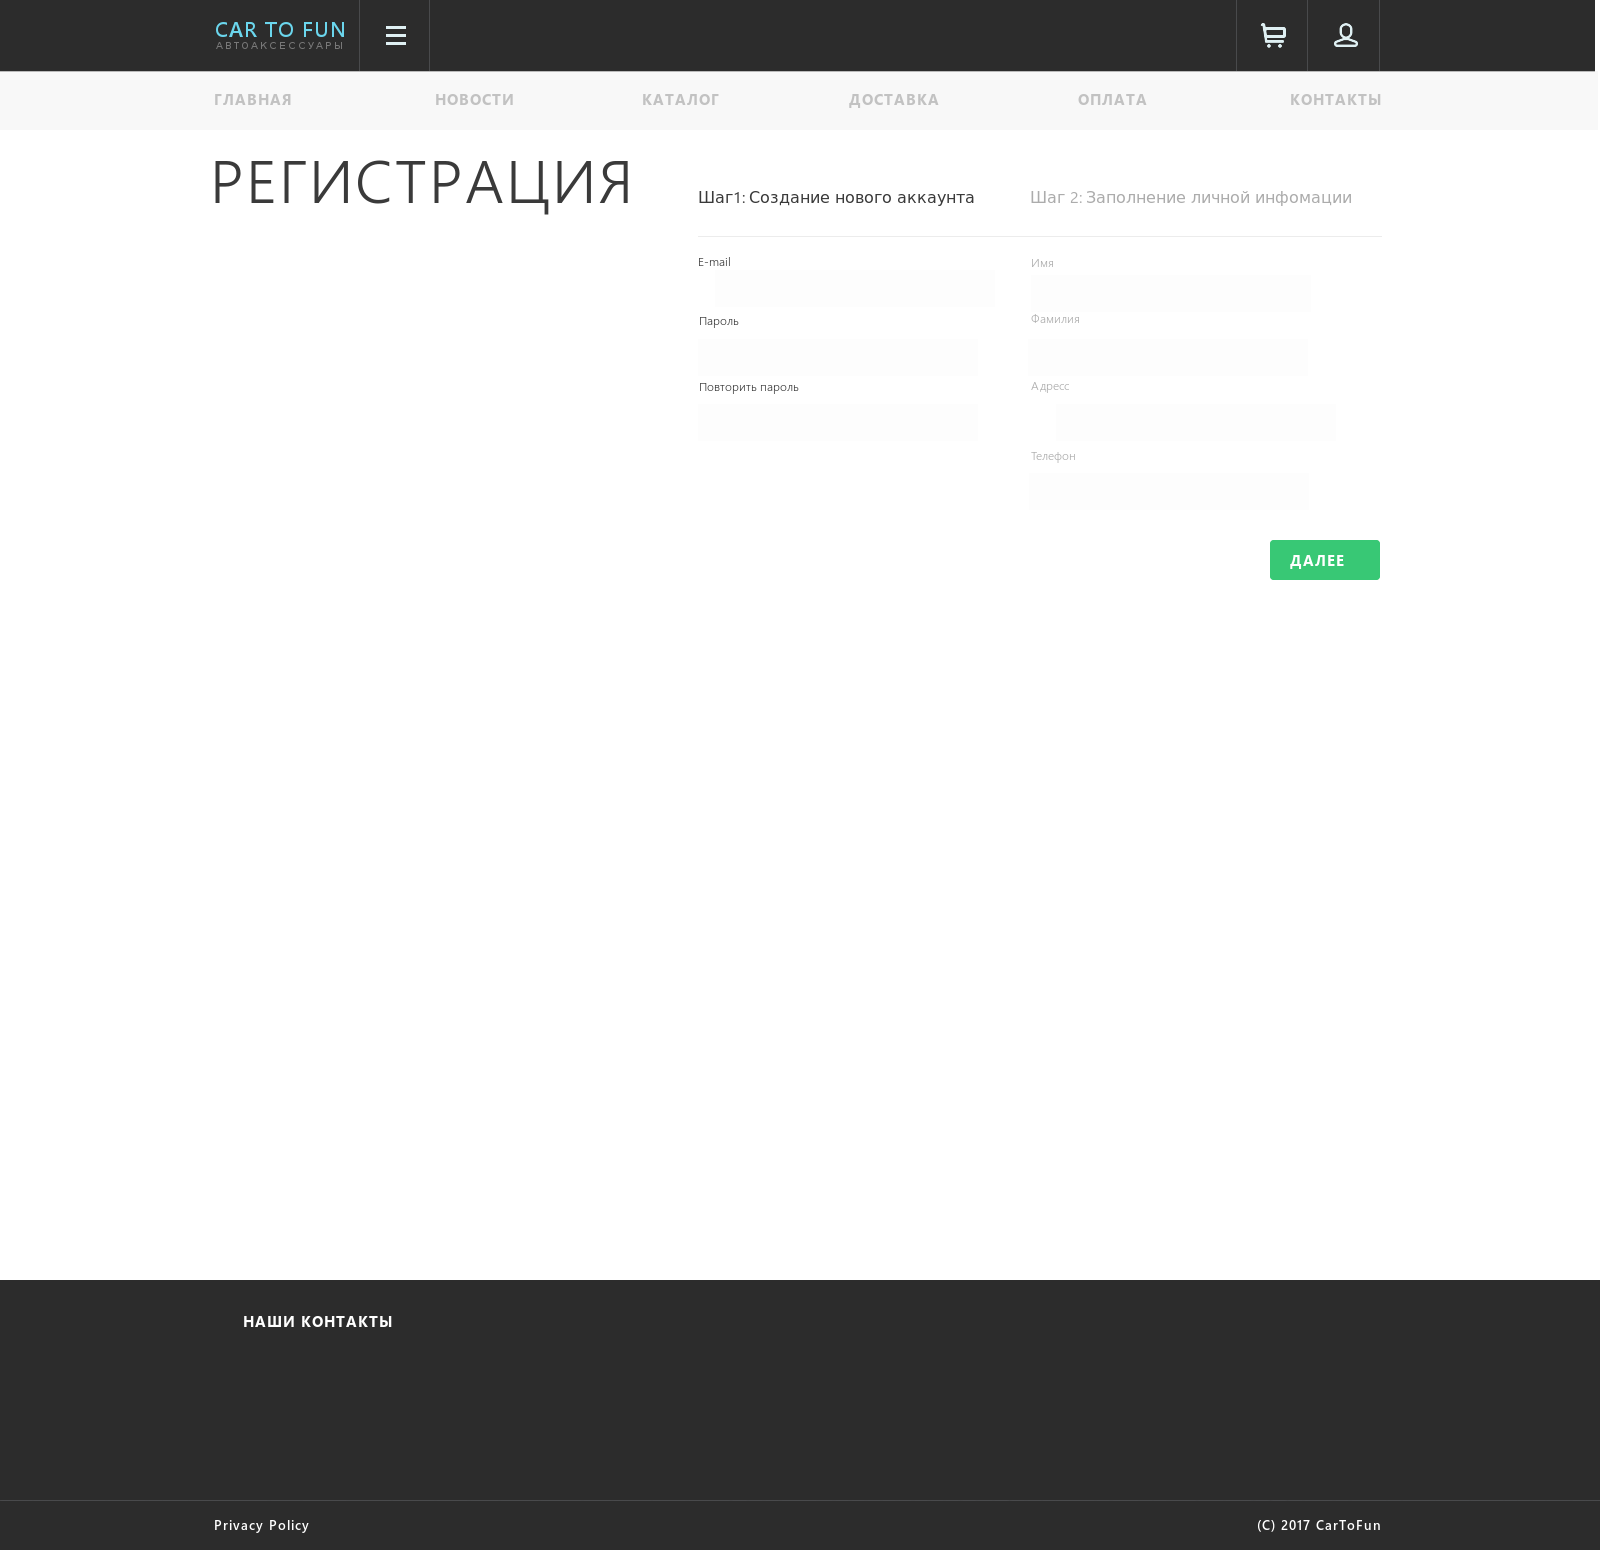 CAR TO FUN
АВТОАКСЕССУАРЫ
ГЛАВНАЯ НОВОСТИ КАТАЛОГ ДОСТАВКА ОПЛАТА КОНТАКТЫ
РЕГИСТРАЦИЯ
Шаг1: Создание нового аккаунта
E-mail
Пароль
Повторить пароль
Шаг 2: Заполнение личной инфомации
Имя
Фамилия
Адресс
Телефон
ДАЛЕЕ
НАШИ КОНТАКТЫ
Privacy Policy
(C) 2017 CarToFun